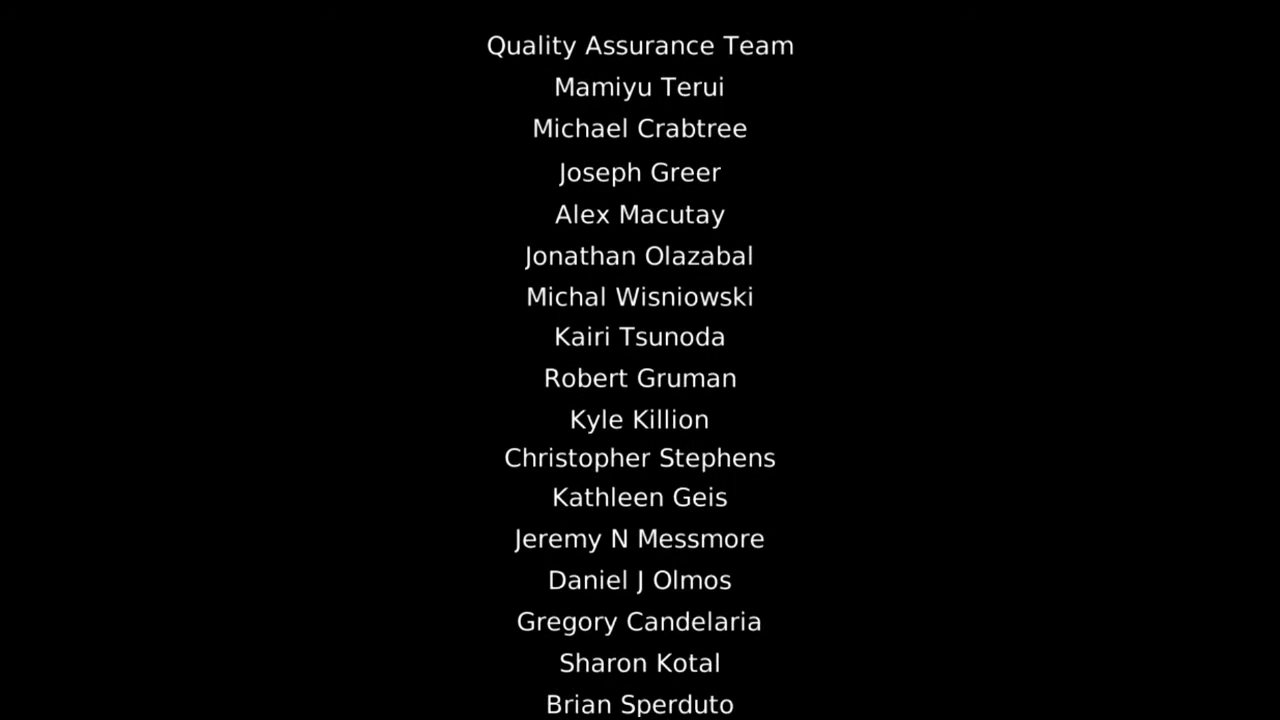 Quality Assurance Team
Mamiyu Terui
Michael Crabtree
Joseph Greer
Alex Macutay
Jonathan Olazabal
Michal Wisniowski
Kairi Tsunoda
Robert Gruman
Kyle Killion
Christopher Stephens
Kathleen Geis
Jeremy N Messmore
Daniel J Olmos
Gregory Candelaria
Sharon Kotal
Brian Sperduto